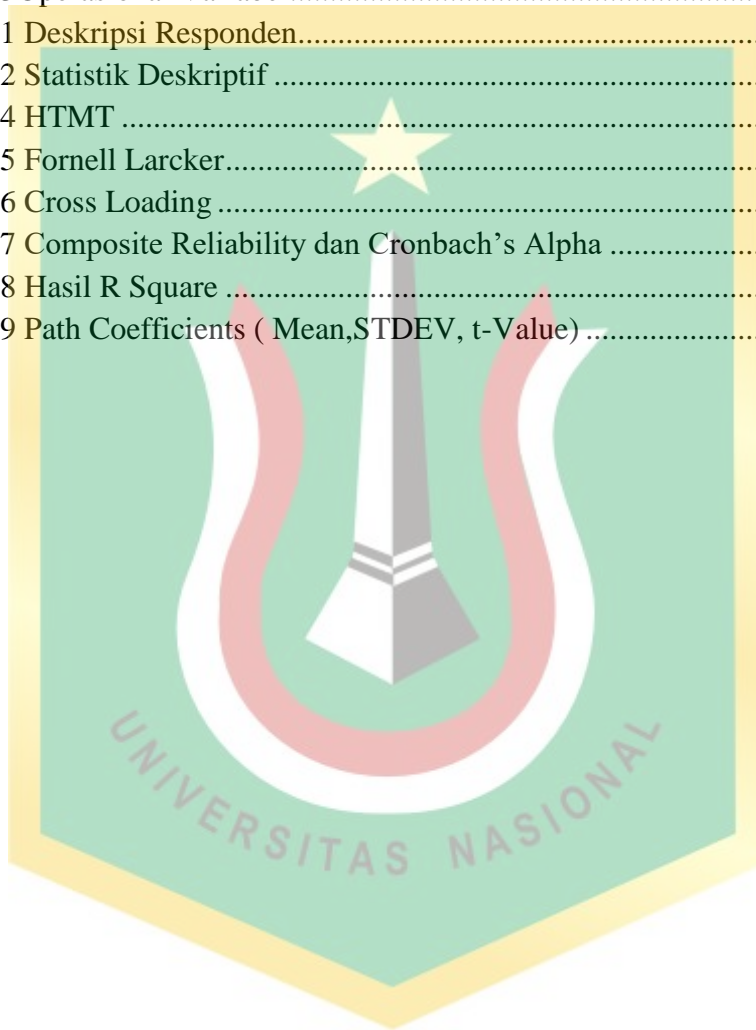 1 Deskripsi Responden..............................................................
2 Statistik Deskriptif ..............................................................
4 HTMT ..............................................................
5 Fornell Larcker..............................................................
6 Cross Loading ..............................................................
7 Composite Reliability dan Cronbach’s Alpha ....................
8 Hasil R Square ..............................................................
9 Path Coefficients ( Mean,STDEV, t-Value) ......................
UNIVERSITAS NASIONAL